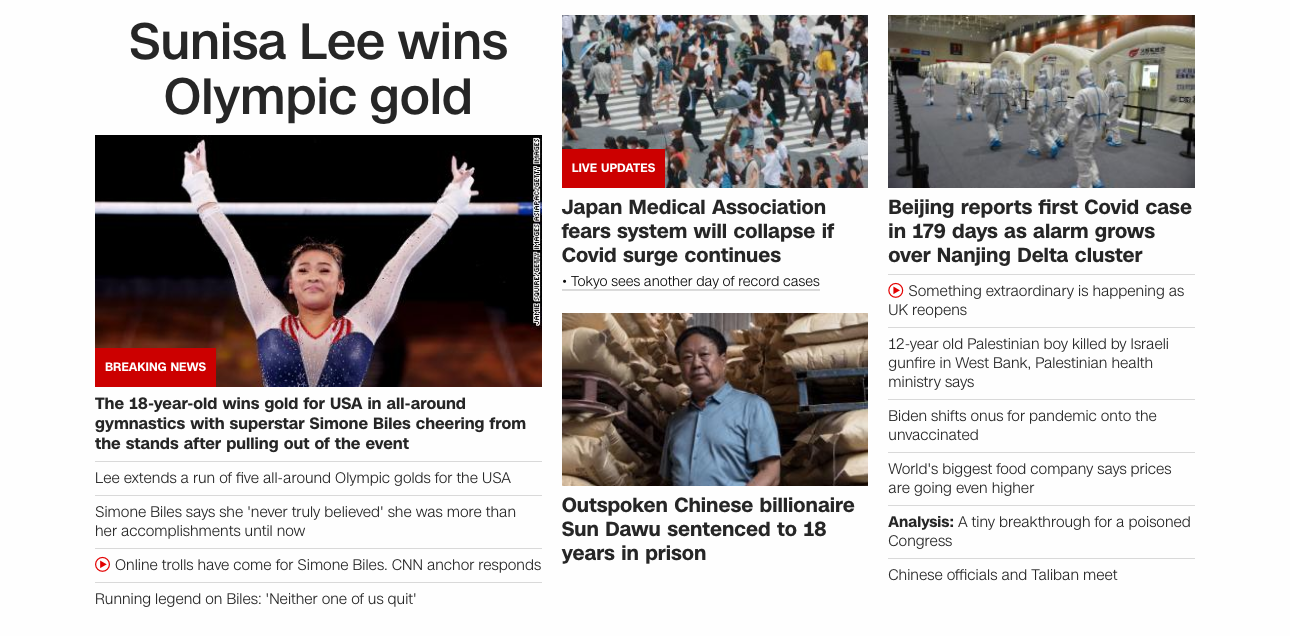 Sunisa Lee wins
Olympic gold
JAMIE SQUIRE/GETTY IMAGES ASIAPAC/GETTY IMAGES
BREAKING NEWS
The 18-year-old wins gold for USA in all-around
gymnastics with superstar Simone Biles cheering from
the stands after pulling out of the event
Lee extends a run of five all-around Olympic golds for the USA
Simone Biles says she 'never truly believed' she was more than
her accomplishments until now
Online trolls have come for Simone Biles. CNN anchor responds
Running legend on Biles: 'Neither one of us quit'
LIVE UPDATES
Japan Medical Association
fears system will collapse if
Covid surge continues
• Tokyo sees another day of record cases
Outspoken Chinese billionaire
Sun Dawu sentenced to 18
years in prison
Beijing reports first Covid case
in 179 days as alarm grows
over Nanjing Delta cluster
Something extraordinary is happening as
UK reopens
12-year old Palestinian boy killed by Israeli
gunfire in West Bank, Palestinian health
ministry says
Biden shifts onus for pandemic onto the
unvaccinated
World's biggest food company says prices
are going even higher
Analysis: A tiny breakthrough for a poisoned
Congress
Chinese officials and Taliban meet